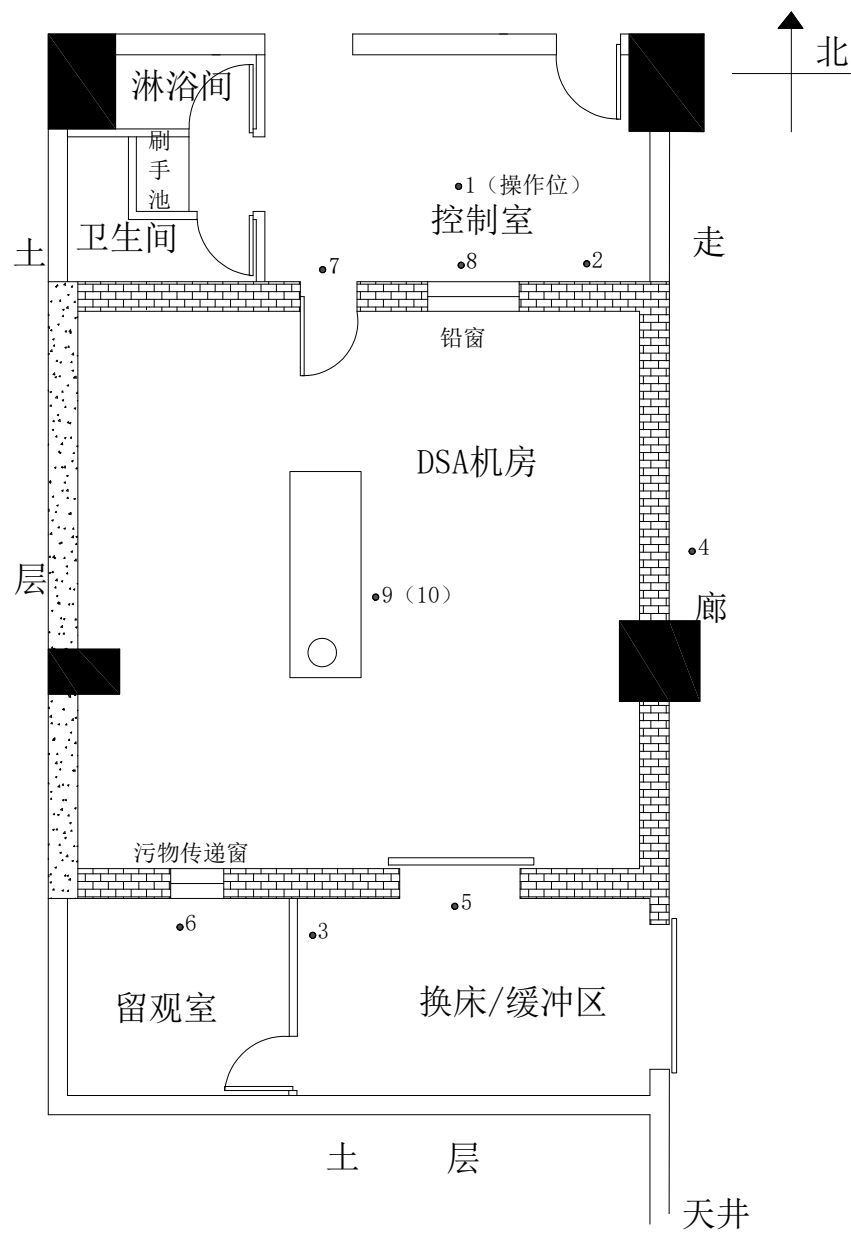 北
淋浴间
刷手池
1（操作位）
控制室
卫生间
走廊
土层
7
8
2
铅窗
DSA机房
4
9（10）
污物传递窗
5
6
3
留观室
换床/缓冲区
土 层
天井